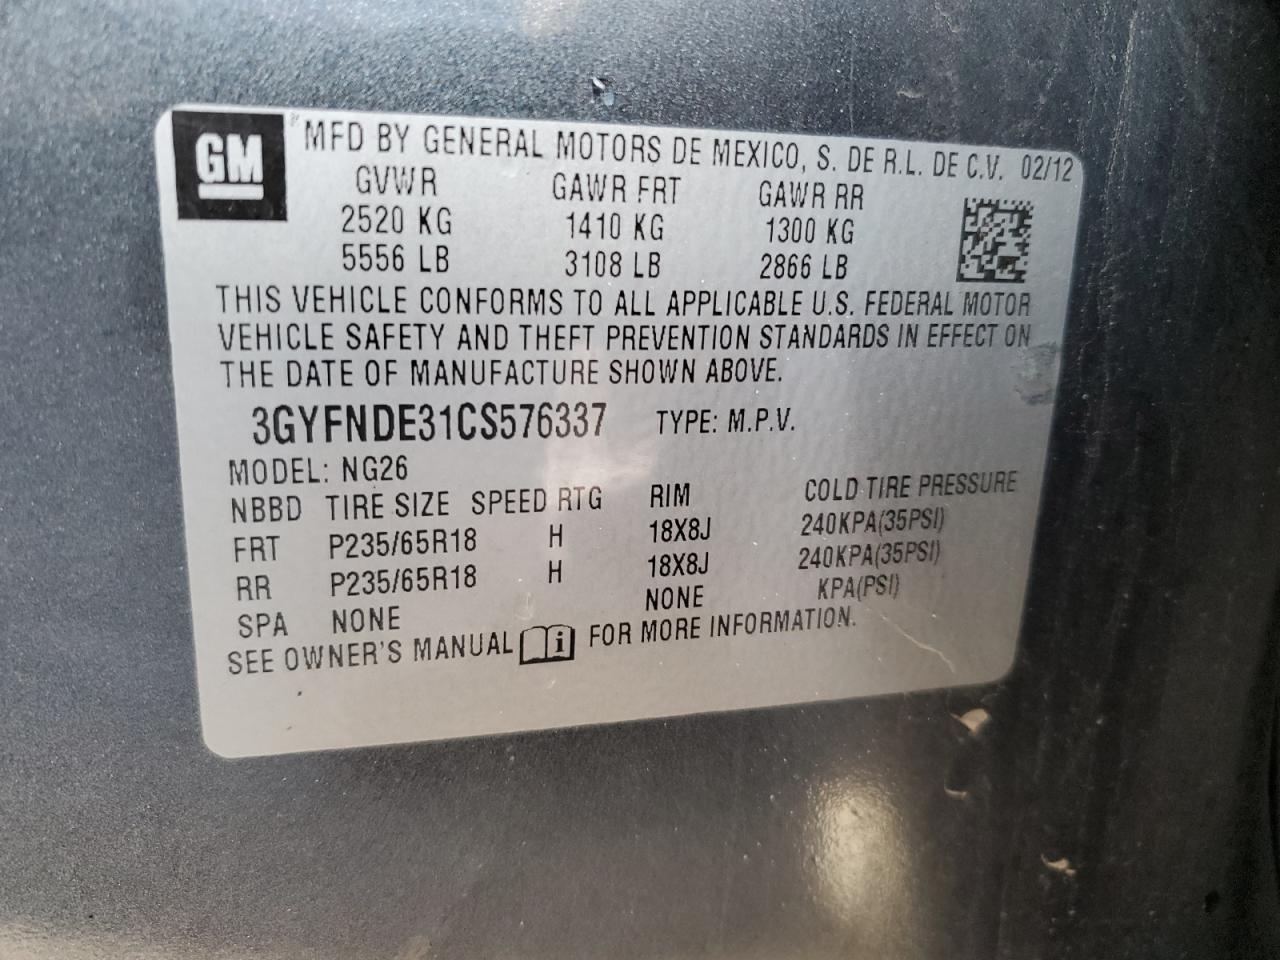 GM
MFD BY GENERAL MOTORS DE MEXICO, S. DE R.L. DE C.V. 02/12
GVWR GAWR FRT GAWR RR
2520 KG 1410 KG 1300 KG
5556 LB 3108 LB 2866 LB
THIS VEHICLE CONFORMS TO ALL APPLICABLE U.S. FEDERAL MOTOR
VEHICLE SAFETY AND THEFT PREVENTION STANDARDS IN EFFECT ON
THE DATE OF MANUFACTURE SHOWN ABOVE.
3GYFNDE31CS576337 TYPE: M.P.V.
MODEL: NG26
NBBD TIRE SIZE SPEED RTG RIM COLD TIRE PRESSURE
FRT P235/65R18 H 18X8J 240KPA(35PSI)
RR P235/65R18 H 18X8J 240KPA(35PSI)
SPA NONE NONE KPA(PSI)
SEE OWNER'S MANUAL i FOR MORE INFORMATION.